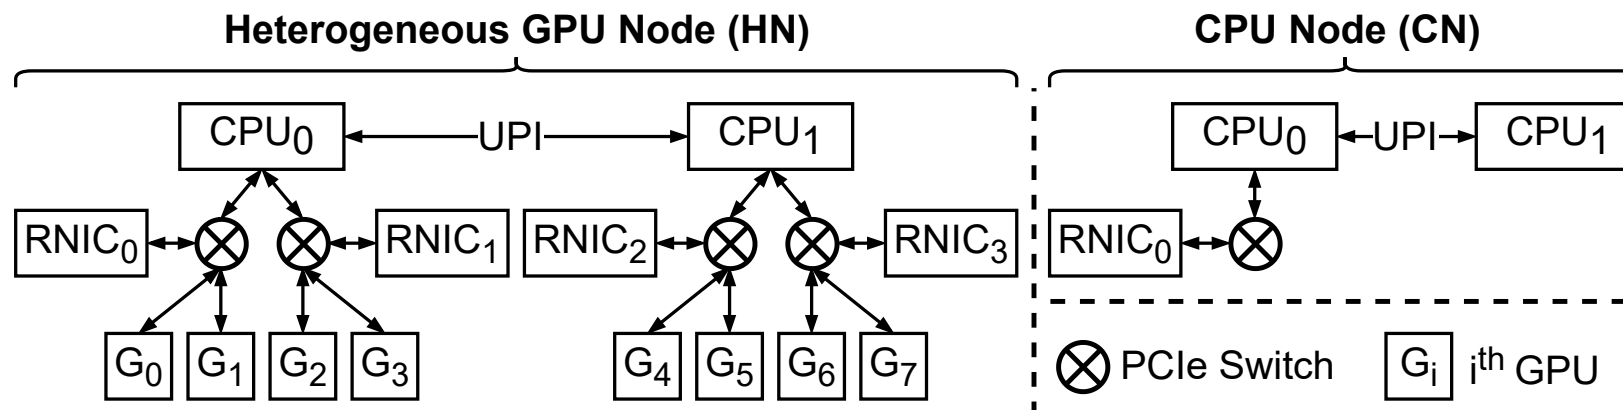 Heterogeneous GPU Node (HN)
CPU Node (CN)
CPU0 UPI CPU1
CPU0 UPI CPU1
RNIC0 RNIC1 RNIC2 RNIC3
RNIC0
G0 G1 G2 G3 G4 G5 G6 G7
PCIe Switch
Gi ith GPU